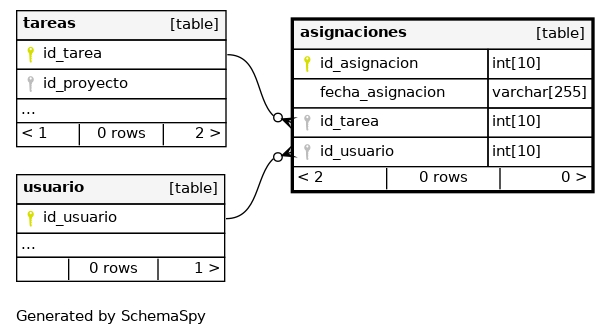 tareas [table]
id_tarea
id_proyecto
...
< 1 0 rows 2 >
asignaciones [table]
id_asignacion int[10]
fecha_asignacion varchar[255]
id_tarea int[10]
id_usuario int[10]
< 2 0 rows 0 >
usuario [table]
id_usuario
...
0 rows 1 >
Generated by SchemaSpy